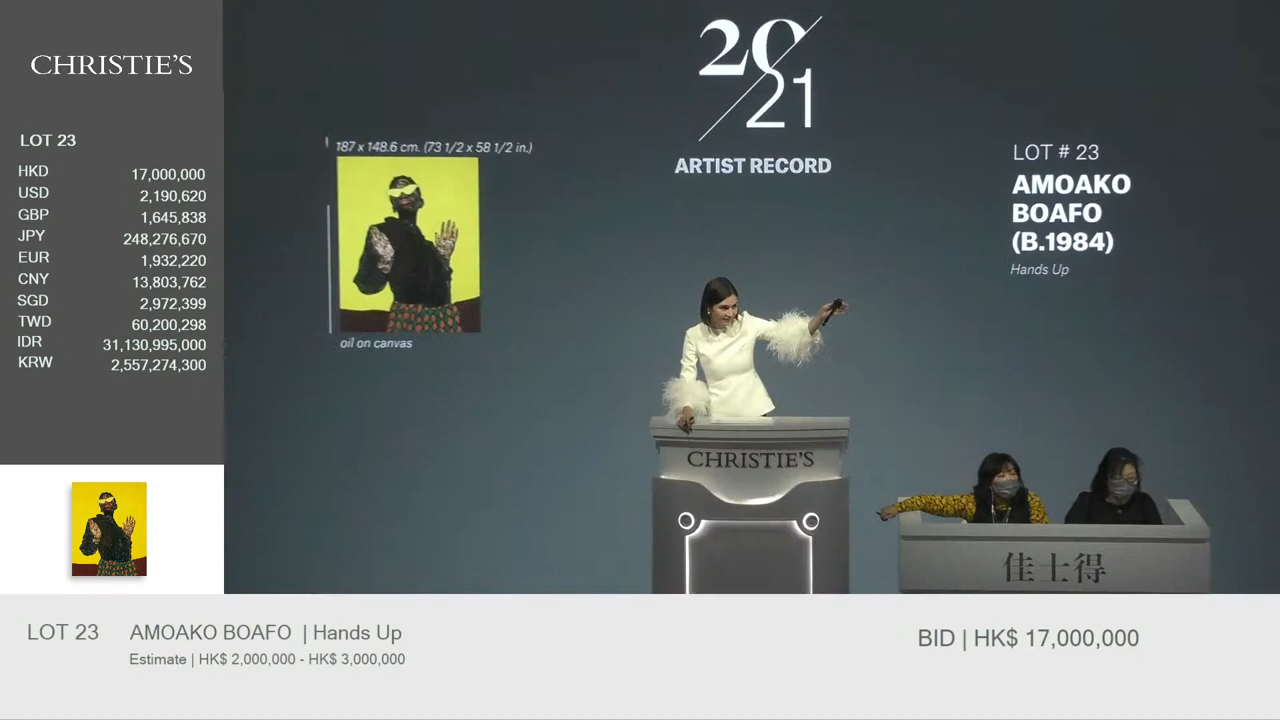 CHRISTIE'S
LOT 23
HKD 17,000,000
USD 2,190,620
GBP 1,645,838
JPY 248,276,670
EUR 1,932,220
CNY 13,803,762
SGD 2,972,399
TWD 60,200,298
IDR 31,130,995,000
KRW 2,557,274,300
20/21
ARTIST RECORD
187 x 148.6 cm. (73 1/2 x 58 1/2 in.)
oil on canvas
LOT # 23
AMOAKO
BOAFO
(B.1984)
Hands Up
CHRISTIE'S
佳士得
LOT 23 AMOAKO BOAFO | Hands Up
Estimate | HK$ 2,000,000 - HK$ 3,000,000
BID | HK$ 17,000,000